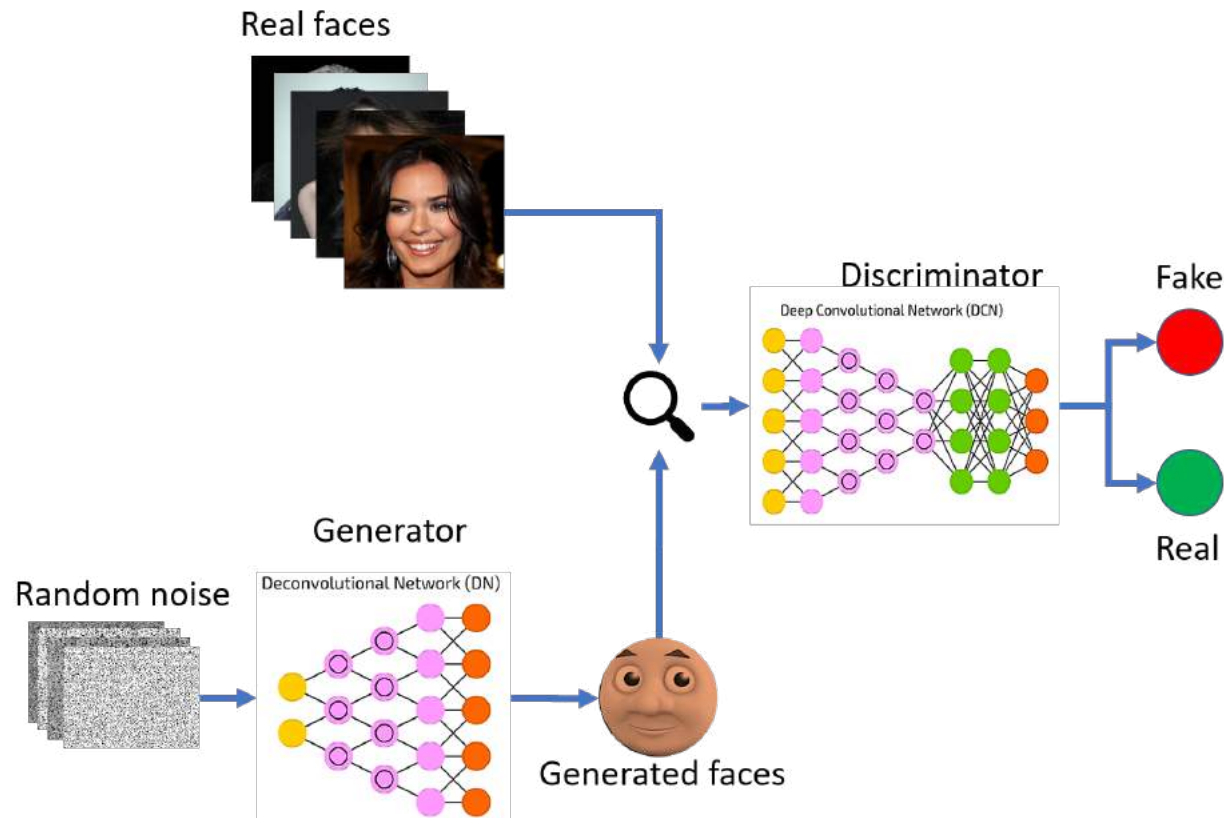 Real faces
Discriminator
Fake
Deep Convolutional Network (DCN)
Generator
Real
Deconvolutional Network (DN)
Random noise
Generated faces